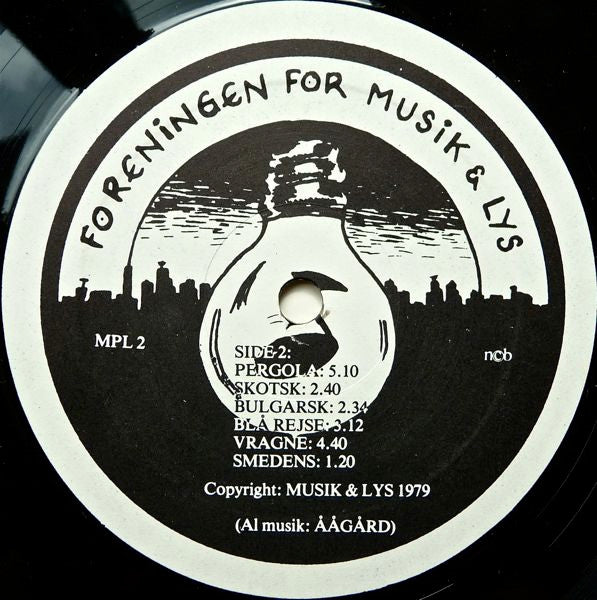 FORENiNGEN FOR MUSiK & LYS
MPL 2
n©b
SIDE 2:
PERGOLA: 5.10
SKOTSK: 2.40
BULGARSK: 2.34
BLÅ REJSE: 3.12
VRAGNE: 4.40
SMEDENS: 1.20
Copyright: MUSIK & LYS 1979
(Al musik: ÅÅGÅRD)